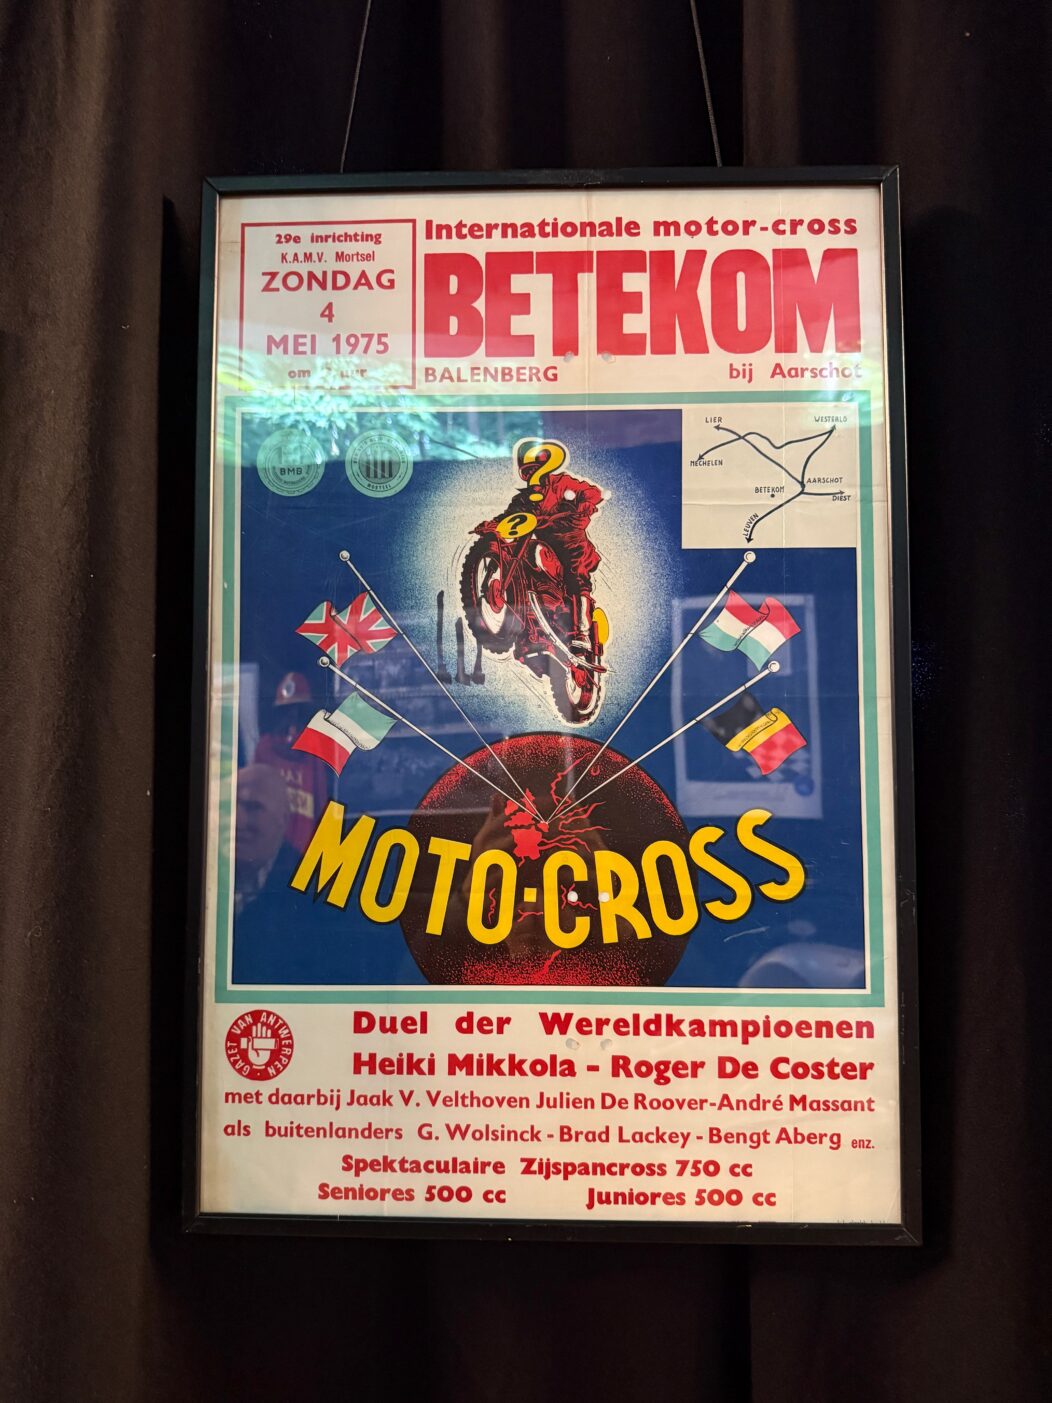 29e inrichting
K.A.M.V. Mortsel
ZONDAG
4
MEI 1975
om uur
Internationale motor-cross
BETEKOM
BALENBERG bij Aarschot
BMB
MORTSEL
LIER
WESTERLO
MECHELEN
AARSCHOT
BETEKOM
DIEST
LEUVEN
?
?
MOTO-CROSS
GAZET VAN ANTWERPEN
Duel der Wereldkampioenen
Heiki Mikkola - Roger De Coster
met daarbij Jaak V. Velthoven Julien De Roover-André Massant
als buitenlanders G. Wolsinck - Brad Lackey - Bengt Aberg enz.
Spektaculaire Zijspancross 750 cc
Seniores 500 cc Juniores 500 cc